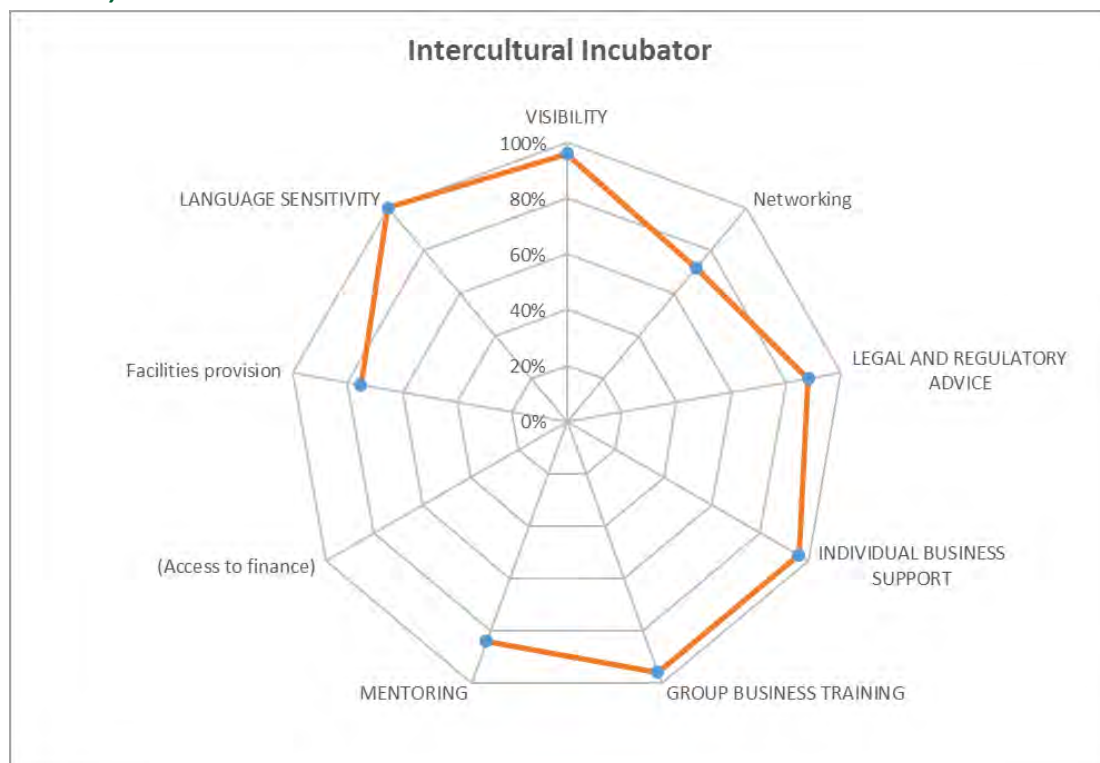 Intercultural Incubator
VISIBILITY
100%
80%
60%
40%
20%
0%
Networking
LEGAL AND REGULATORY
ADVICE
INDIVIDUAL BUSINESS
SUPPORT
GROUP BUSINESS TRAINING
MENTORING
(Access to finance)
Facilities provision
LANGUAGE SENSITIVITY